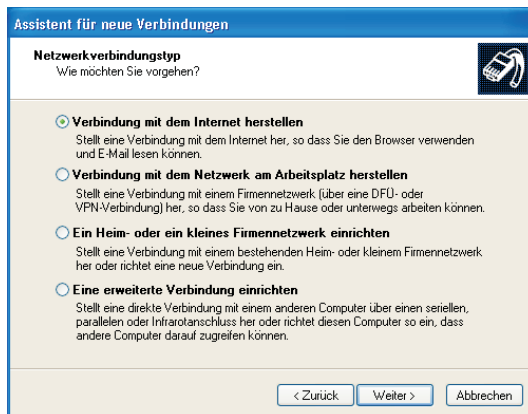 Assistent für neue Verbindungen
Netzwerkverbindungstyp
Wie möchten Sie vorgehen?
Verbindung mit dem Internet herstellen
Stellt eine Verbindung mit dem Internet her, so dass Sie den Browser verwenden
und E-Mail lesen können.
Verbindung mit dem Netzwerk am Arbeitsplatz herstellen
Stellt eine Verbindung mit einem Firmennetzwerk (über eine DFÜ- oder
VPN-Verbindung) her, so dass Sie von zu Hause oder unterwegs arbeiten können.
Ein Heim- oder ein kleines Firmennetzwerk einrichten
Stellt eine Verbindung mit einem bestehenden Heim- oder kleinem Firmennetzwerk
her oder richtet eine neue Verbindung ein.
Eine erweiterte Verbindung einrichten
Stellt eine direkte Verbindung mit einem anderen Computer über einen seriellen,
parallelen oder Infrarotanschluss her oder richtet diesen Computer so ein, dass
andere Computer darauf zugreifen können.
< Zurück Weiter > Abbrechen